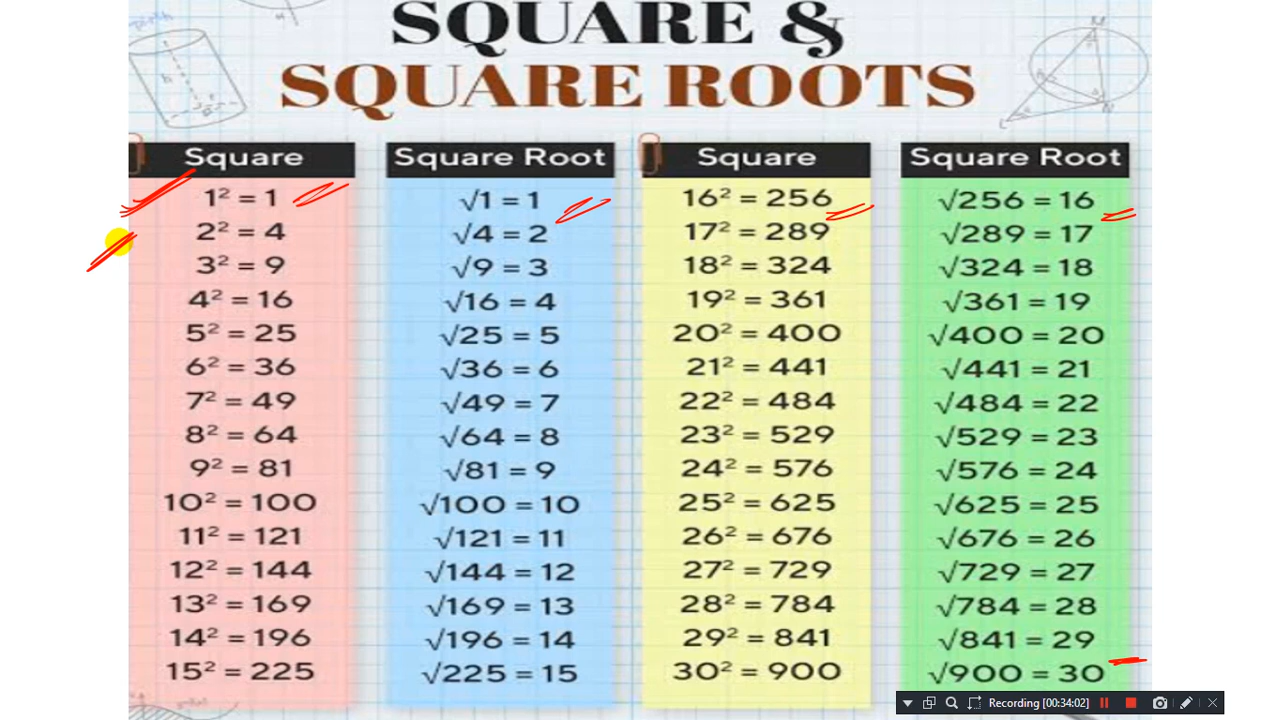 SQUARE &
SQUARE ROOTS
Square
1² = 1
2² = 4
3² = 9
4² = 16
5² = 25
6² = 36
7² = 49
8² = 64
9² = 81
10² = 100
11² = 121
12² = 144
13² = 169
14² = 196
15² = 225
Square Root
√1 = 1
√4 = 2
√9 = 3
√16 = 4
√25 = 5
√36 = 6
√49 = 7
√64 = 8
√81 = 9
√100 = 10
√121 = 11
√144 = 12
√169 = 13
√196 = 14
√225 = 15
Square
16² = 256
17² = 289
18² = 324
19² = 361
20² = 400
21² = 441
22² = 484
23² = 529
24² = 576
25² = 625
26² = 676
27² = 729
28² = 784
29² = 841
30² = 900
Square Root
√256 = 16
√289 = 17
√324 = 18
√361 = 19
√400 = 20
√441 = 21
√484 = 22
√529 = 23
√576 = 24
√625 = 25
√676 = 26
√729 = 27
√784 = 28
√841 = 29
√900 = 30
Recording [00:34:02]